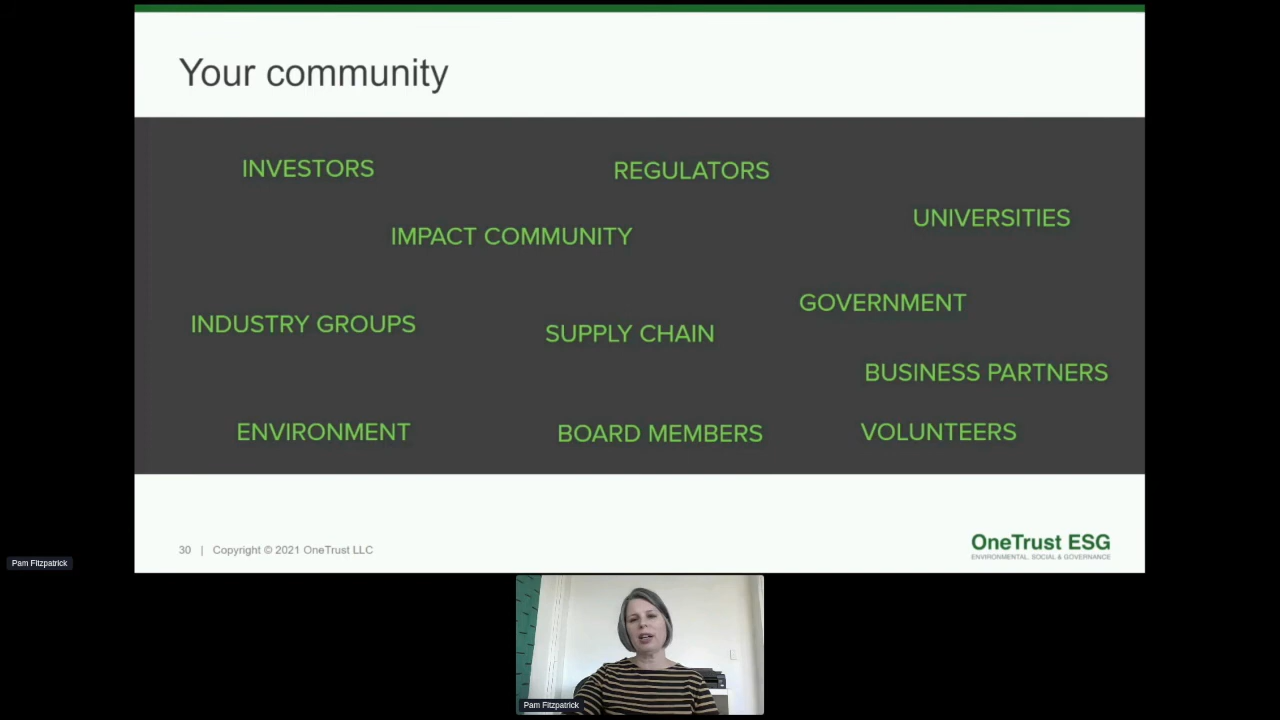 Your community
INVESTORS
REGULATORS
UNIVERSITIES
IMPACT COMMUNITY
GOVERNMENT
INDUSTRY GROUPS
SUPPLY CHAIN
BUSINESS PARTNERS
ENVIRONMENT
BOARD MEMBERS
VOLUNTEERS
30 | Copyright © 2021 OneTrust LLC
OneTrust ESG
ENVIRONMENTAL, SOCIAL & GOVERNANCE
Pam Fitzpatrick
Pam Fitzpatrick